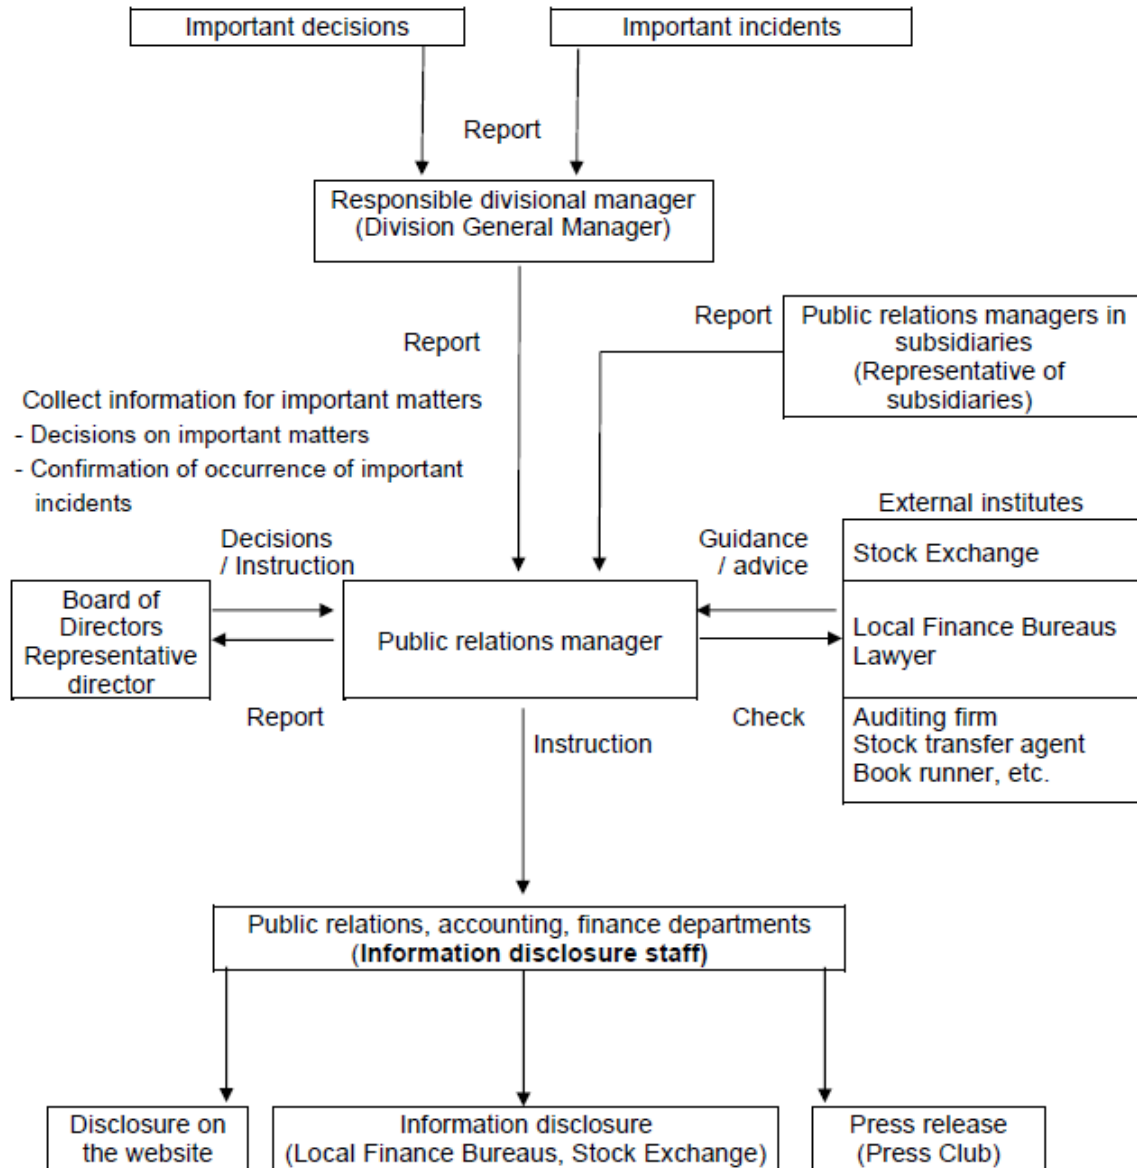 Important decisions
Important incidents
Report
Responsible divisional manager
(Division General Manager)
Report
Report
Public relations managers in
subsidiaries
(Representative of
subsidiaries)
Collect information for important matters
- Decisions on important matters
- Confirmation of occurrence of important
incidents
External institutes
Decisions
/ Instruction
Guidance
/ advice
Stock Exchange
Board of
Directors
Representative
director
Public relations manager
Local Finance Bureaus
Lawyer
Report
Instruction
Check
Auditing firm
Stock transfer agent
Book runner, etc.
Public relations, accounting, finance departments
(Information disclosure staff)
Disclosure on
the website
Information disclosure
(Local Finance Bureaus, Stock Exchange)
Press release
(Press Club)